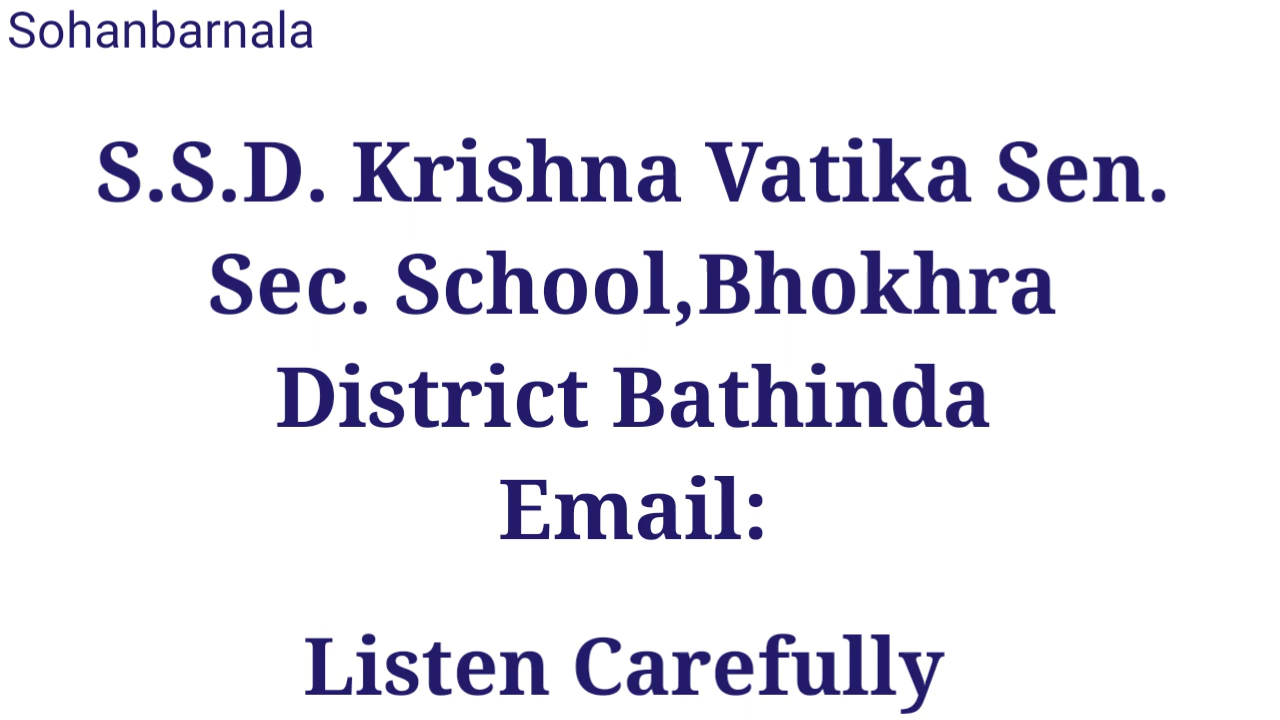 Sohanbarnala
S.S.D. Krishna Vatika Sen.
Sec. School,Bhokhra
District Bathinda
Email:
Listen Carefully